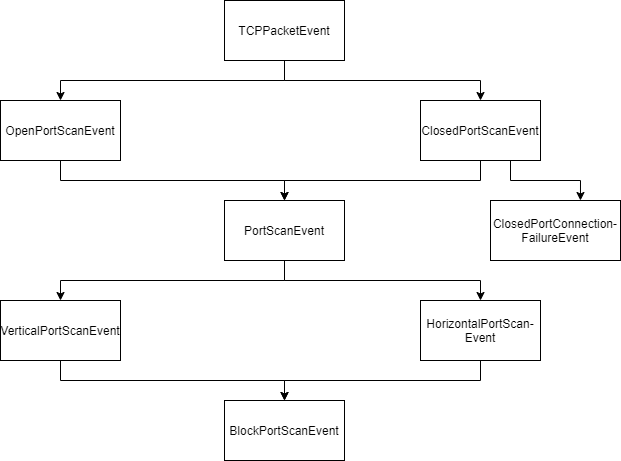 TCPPacketEvent
OpenPortScanEvent
ClosedPortScanEvent
PortScanEvent
ClosedPortConnection-
FailureEvent
VerticalPortScanEvent
HorizontalPortScan-
Event
BlockPortScanEvent